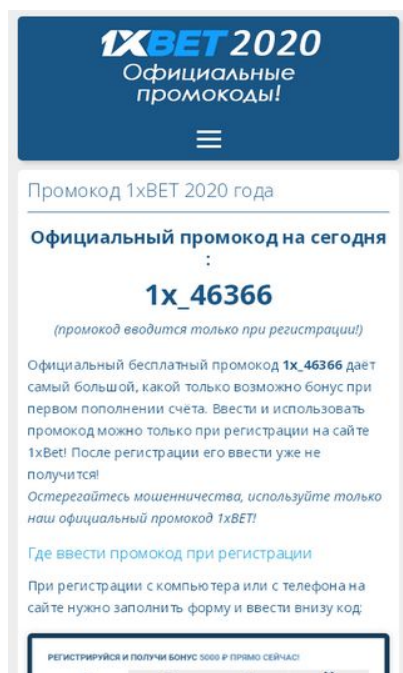 1XBET 2020
Официальные
промокоды!
Промокод 1xBET 2020 года
Официальный промокод на сегодня
:
1x_46366
(промокод вводится только при регистрации!)
Официальный бесплатный промокод 1x_46366 даёт
самый большой, какой только возможно бонус при
первом пополнении счёта. Ввести и использовать
промокод можно только при регистрации на сайте
1xBet! После регистрации его ввести уже не
получится!
Остерегайтесь мошенничества, используйте только
наш официальный промокод 1xBET!
Где ввести промокод при регистрации
При регистрации с компьютера или с телефона на
сайте нужно заполнить форму и ввести внизу код:
РЕГИСТРИРУЙСЯ И ПОЛУЧИ БОНУС 5000 ₽ ПРЯМО СЕЙЧАС!